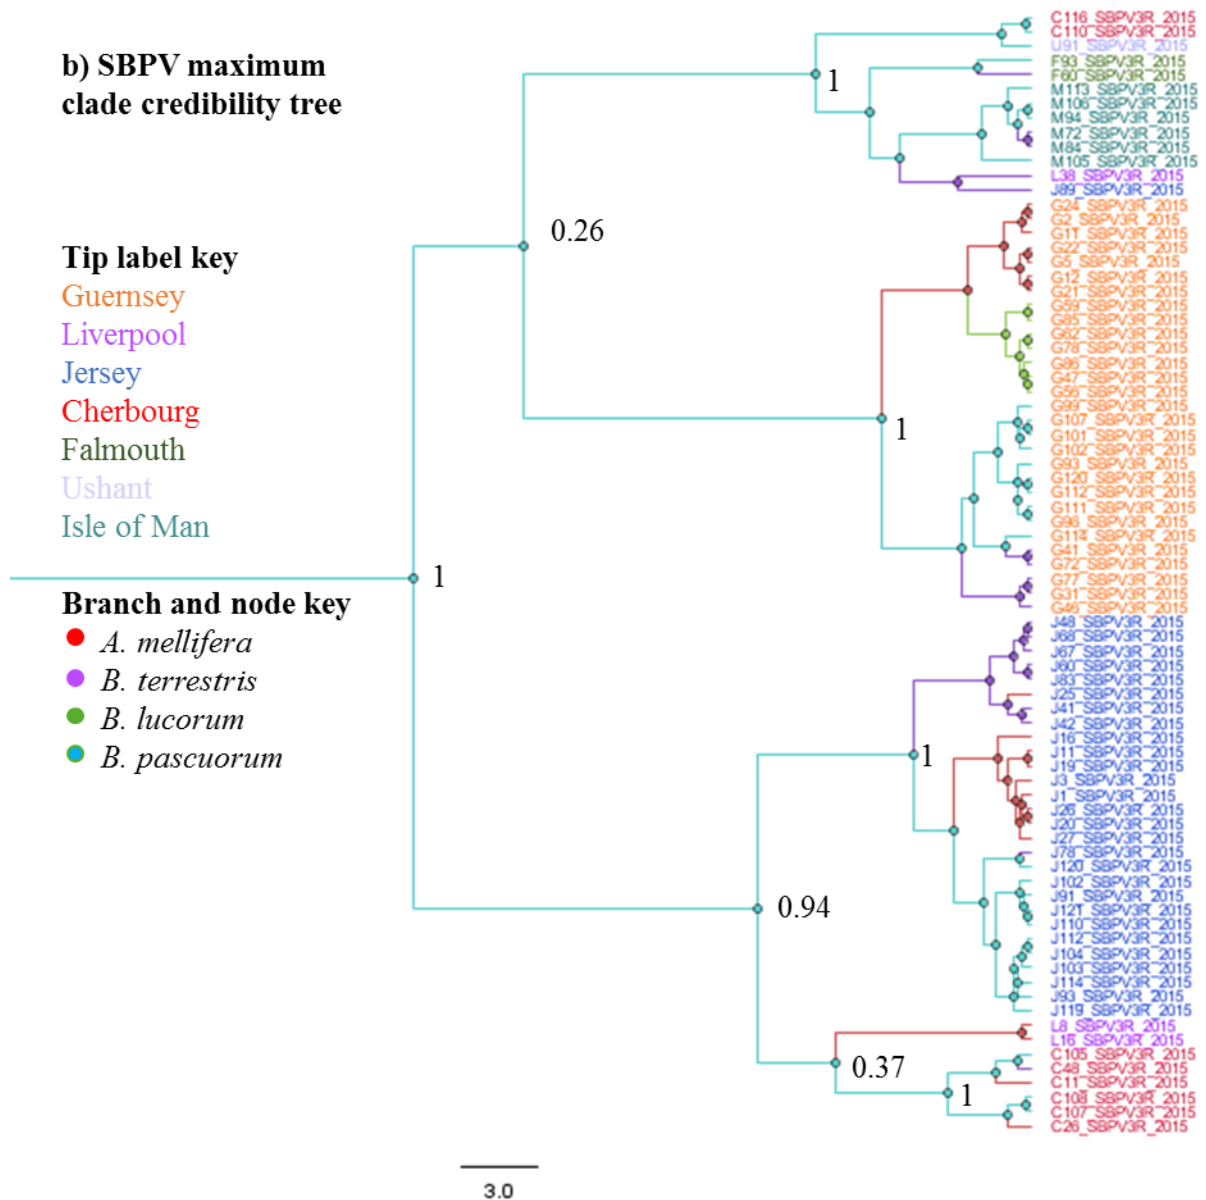 b) SBPV maximum
clade credibility tree
Tip label key
Guernsey
Liverpool
Jersey
Cherbourg
Falmouth
Ushant
Isle of Man
Branch and node key
A. mellifera
B. terrestris
B. lucorum
B. pascuorum
1
0.26
1
1
1
0.94
0.37
1
3.0
C116_SBPV3R_2015
C110_SBPV3R_2015
U91_SBPV3R_2015
F93_SBPV3R_2015
F60_SBPV3R_2015
M113_SBPV3R_2015
M106_SBPV3R_2015
M94_SBPV3R_2015
M72_SBPV3R_2015
M84_SBPV3R_2015
M105_SBPV3R_2015
L38_SBPV3R_2015
J89_SBPV3R_2015
G24_SBPV3R_2015
G2_SBPV3R_2015
G11_SBPV3R_2015
G22_SBPV3R_2015
G5_SBPV3R_2015
G12_SBPV3R_2015
G21_SBPV3R_2015
G59_SBPV3R_2015
G85_SBPV3R_2015
G62_SBPV3R_2015
G78_SBPV3R_2015
G86_SBPV3R_2015
G47_SBPV3R_2015
G56_SBPV3R_2015
G99_SBPV3R_2015
G107_SBPV3R_2015
G101_SBPV3R_2015
G102_SBPV3R_2015
G93_SBPV3R_2015
G120_SBPV3R_2015
G112_SBPV3R_2015
G111_SBPV3R_2015
G96_SBPV3R_2015
G114_SBPV3R_2015
G41_SBPV3R_2015
G72_SBPV3R_2015
G77_SBPV3R_2015
G31_SBPV3R_2015
G46_SBPV3R_2015
J48_SBPV3R_2015
J68_SBPV3R_2015
J67_SBPV3R_2015
J60_SBPV3R_2015
J83_SBPV3R_2015
J25_SBPV3R_2015
J41_SBPV3R_2015
J42_SBPV3R_2015
J16_SBPV3R_2015
J11_SBPV3R_2015
J19_SBPV3R_2015
J3_SBPV3R_2015
J1_SBPV3R_2015
J26_SBPV3R_2015
J20_SBPV3R_2015
J27_SBPV3R_2015
J78_SBPV3R_2015
J120_SBPV3R_2015
J102_SBPV3R_2015
J91_SBPV3R_2015
J121_SBPV3R_2015
J110_SBPV3R_2015
J112_SBPV3R_2015
J104_SBPV3R_2015
J103_SBPV3R_2015
J114_SBPV3R_2015
J93_SBPV3R_2015
J119_SBPV3R_2015
L8_SBPV3R_2015
L16_SBPV3R_2015
C105_SBPV3R_2015
C48_SBPV3R_2015
C11_SBPV3R_2015
C108_SBPV3R_2015
C107_SBPV3R_2015
C26_SBPV3R_2015